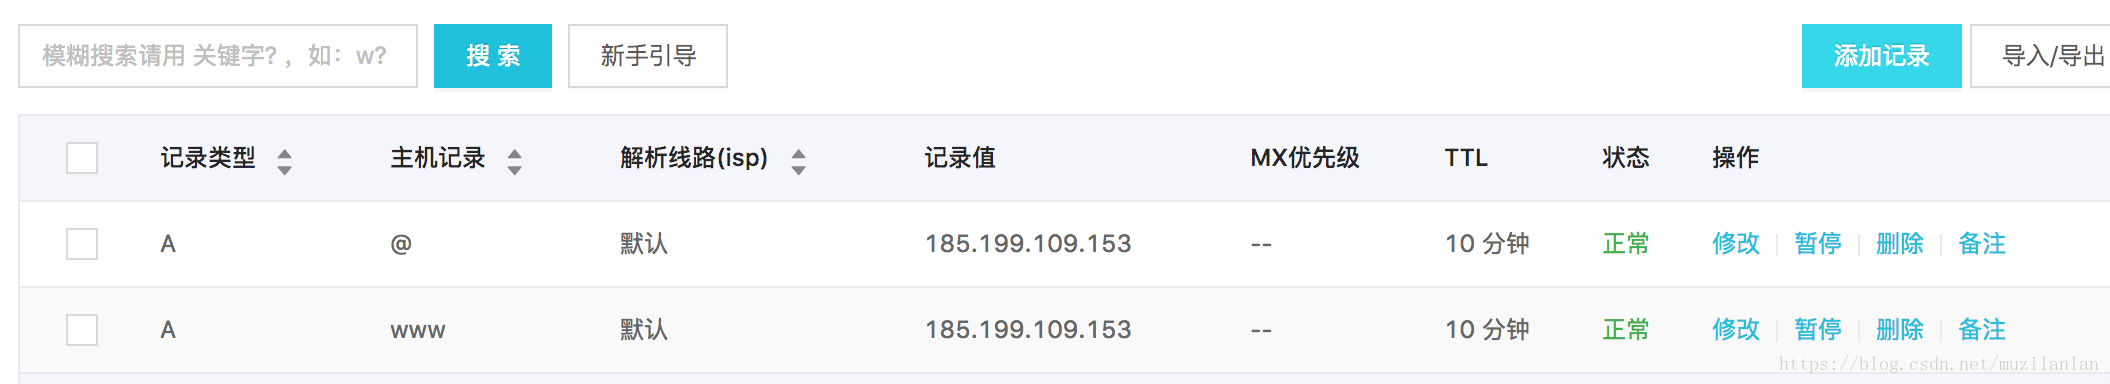 模糊搜索请用 关键字? ，如：w? 搜 索 新手引导 添加记录 导入/导出
记录类型 主机记录 解析线路(isp) 记录值 MX优先级 TTL 状态 操作
A @ 默认 185.199.109.153 -- 10 分钟 正常 修改 暂停 删除 备注
A www 默认 185.199.109.153 -- 10 分钟 正常 修改 暂停 删除 备注
https://blog.csdn.net/muzilanlan